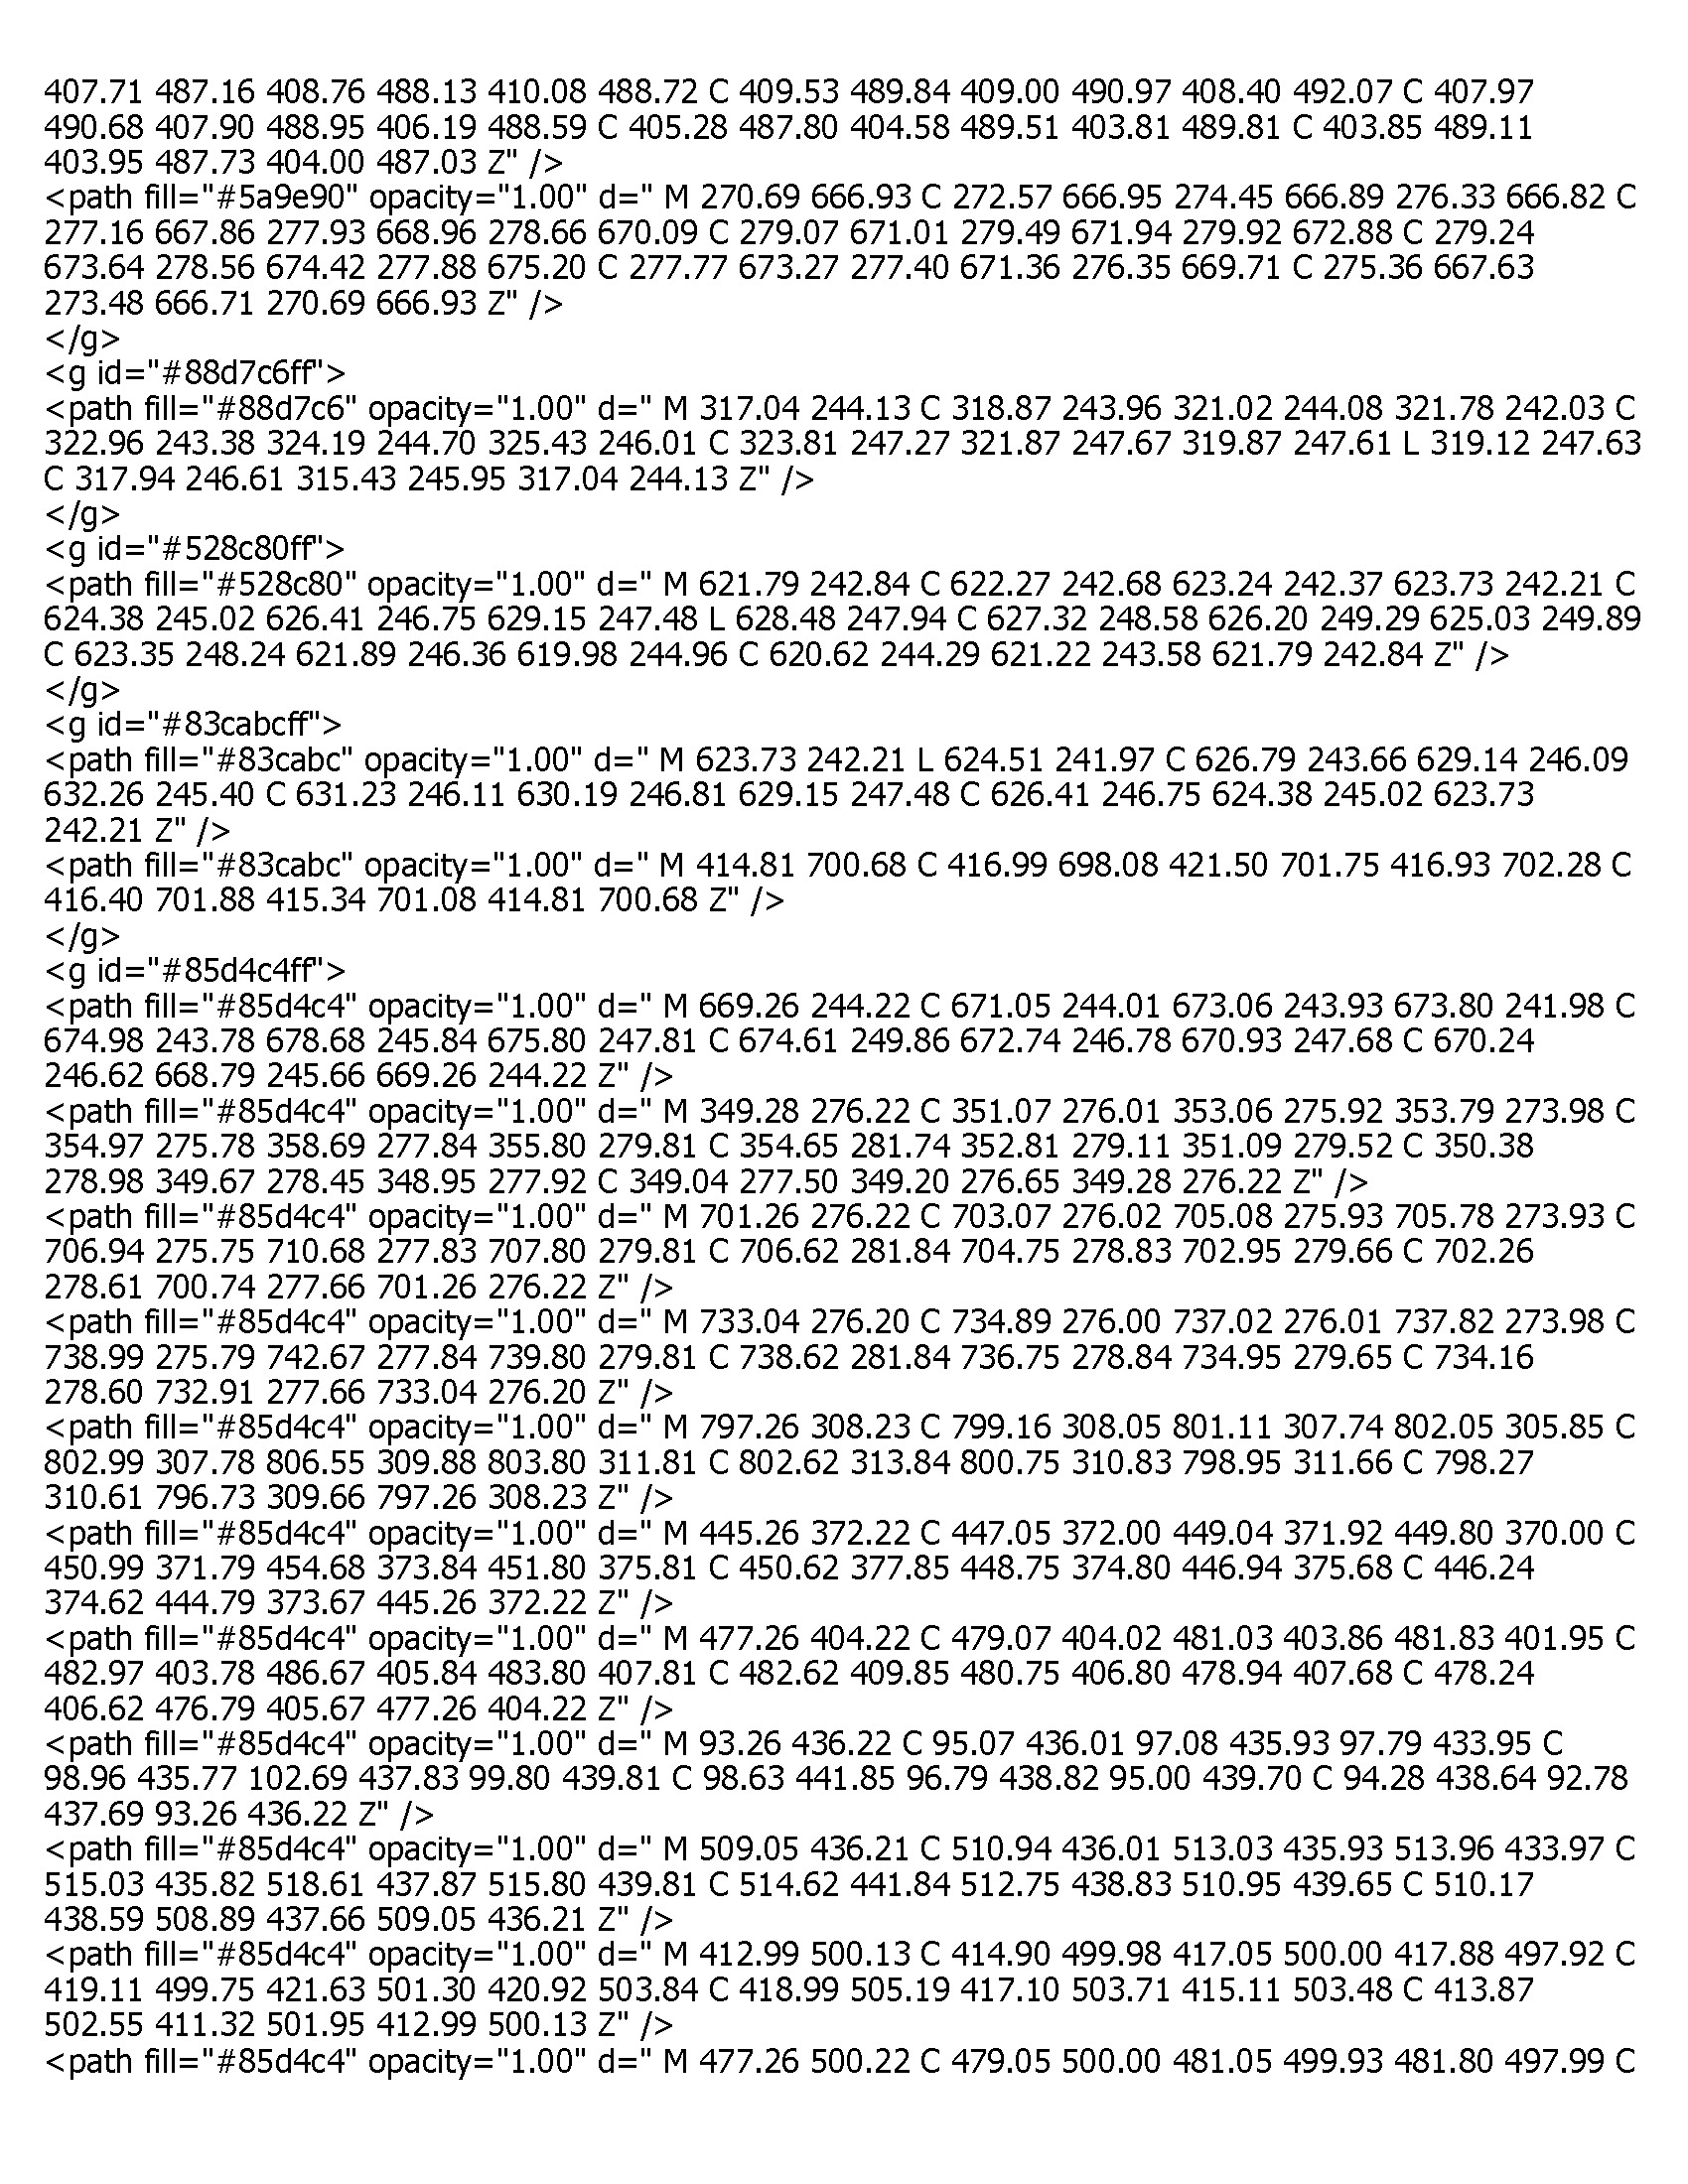 407.71 487.16 408.76 488.13 410.08 488.72 C 409.53 489.84 409.00 490.97 408.40 492.07 C 407.97
490.68 407.90 488.95 406.19 488.59 C 405.28 487.80 404.58 489.51 403.81 489.81 C 403.85 489.11
403.95 487.73 404.00 487.03 Z" />
<path fill="#5a9e90" opacity="1.00" d=" M 270.69 666.93 C 272.57 666.95 274.45 666.89 276.33 666.82 C
277.16 667.86 277.93 668.96 278.66 670.09 C 279.07 671.01 279.49 671.94 279.92 672.88 C 279.24
673.64 278.56 674.42 277.88 675.20 C 277.77 673.27 277.40 671.36 276.35 669.71 C 275.36 667.63
273.48 666.71 270.69 666.93 Z" />
</g>
<g id="#88d7c6ff">
<path fill="#88d7c6" opacity="1.00" d=" M 317.04 244.13 C 318.87 243.96 321.02 244.08 321.78 242.03 C
322.96 243.38 324.19 244.70 325.43 246.01 C 323.81 247.27 321.87 247.67 319.87 247.61 L 319.12 247.63
C 317.94 246.61 315.43 245.95 317.04 244.13 Z" />
</g>
<g id="#528c80ff">
<path fill="#528c80" opacity="1.00" d=" M 621.79 242.84 C 622.27 242.68 623.24 242.37 623.73 242.21 C
624.38 245.02 626.41 246.75 629.15 247.48 L 628.48 247.94 C 627.32 248.58 626.20 249.29 625.03 249.89
C 623.35 248.24 621.89 246.36 619.98 244.96 C 620.62 244.29 621.22 243.58 621.79 242.84 Z" />
</g>
<g id="#83cabcff">
<path fill="#83cabc" opacity="1.00" d=" M 623.73 242.21 L 624.51 241.97 C 626.79 243.66 629.14 246.09
632.26 245.40 C 631.23 246.11 630.19 246.81 629.15 247.48 C 626.41 246.75 624.38 245.02 623.73
242.21 Z" />
<path fill="#83cabc" opacity="1.00" d=" M 414.81 700.68 C 416.99 698.08 421.50 701.75 416.93 702.28 C
416.40 701.88 415.34 701.08 414.81 700.68 Z" />
</g>
<g id="#85d4c4ff">
<path fill="#85d4c4" opacity="1.00" d=" M 669.26 244.22 C 671.05 244.01 673.06 243.93 673.80 241.98 C
674.98 243.78 678.68 245.84 675.80 247.81 C 674.61 249.86 672.74 246.78 670.93 247.68 C 670.24
246.62 668.79 245.66 669.26 244.22 Z" />
<path fill="#85d4c4" opacity="1.00" d=" M 349.28 276.22 C 351.07 276.01 353.06 275.92 353.79 273.98 C
354.97 275.78 358.69 277.84 355.80 279.81 C 354.65 281.74 352.81 279.11 351.09 279.52 C 350.38
278.98 349.67 278.45 348.95 277.92 C 349.04 277.50 349.20 276.65 349.28 276.22 Z" />
<path fill="#85d4c4" opacity="1.00" d=" M 701.26 276.22 C 703.07 276.02 705.08 275.93 705.78 273.93 C
706.94 275.75 710.68 277.83 707.80 279.81 C 706.62 281.84 704.75 278.83 702.95 279.66 C 702.26
278.61 700.74 277.66 701.26 276.22 Z" />
<path fill="#85d4c4" opacity="1.00" d=" M 733.04 276.20 C 734.89 276.00 737.02 276.01 737.82 273.98 C
738.99 275.79 742.67 277.84 739.80 279.81 C 738.62 281.84 736.75 278.84 734.95 279.65 C 734.16
278.60 732.91 277.66 733.04 276.20 Z" />
<path fill="#85d4c4" opacity="1.00" d=" M 797.26 308.23 C 799.16 308.05 801.11 307.74 802.05 305.85 C
802.99 307.78 806.55 309.88 803.80 311.81 C 802.62 313.84 800.75 310.83 798.95 311.66 C 798.27
310.61 796.73 309.66 797.26 308.23 Z" />
<path fill="#85d4c4" opacity="1.00" d=" M 445.26 372.22 C 447.05 372.00 449.04 371.92 449.80 370.00 C
450.99 371.79 454.68 373.84 451.80 375.81 C 450.62 377.85 448.75 374.80 446.94 375.68 C 446.24
374.62 444.79 373.67 445.26 372.22 Z" />
<path fill="#85d4c4" opacity="1.00" d=" M 477.26 404.22 C 479.07 404.02 481.03 403.86 481.83 401.95 C
482.97 403.78 486.67 405.84 483.80 407.81 C 482.62 409.85 480.75 406.80 478.94 407.68 C 478.24
406.62 476.79 405.67 477.26 404.22 Z" />
<path fill="#85d4c4" opacity="1.00" d=" M 93.26 436.22 C 95.07 436.01 97.08 435.93 97.79 433.95 C
98.96 435.77 102.69 437.83 99.80 439.81 C 98.63 441.85 96.79 438.82 95.00 439.70 C 94.28 438.64 92.78
437.69 93.26 436.22 Z" />
<path fill="#85d4c4" opacity="1.00" d=" M 509.05 436.21 C 510.94 436.01 513.03 435.93 513.96 433.97 C
515.03 435.82 518.61 437.87 515.80 439.81 C 514.62 441.84 512.75 438.83 510.95 439.65 C 510.17
438.59 508.89 437.66 509.05 436.21 Z" />
<path fill="#85d4c4" opacity="1.00" d=" M 412.99 500.13 C 414.90 499.98 417.05 500.00 417.88 497.92 C
419.11 499.75 421.63 501.30 420.92 503.84 C 418.99 505.19 417.10 503.71 415.11 503.48 C 413.87
502.55 411.32 501.95 412.99 500.13 Z" />
<path fill="#85d4c4" opacity="1.00" d=" M 477.26 500.22 C 479.05 500.00 481.05 499.93 481.80 497.99 C